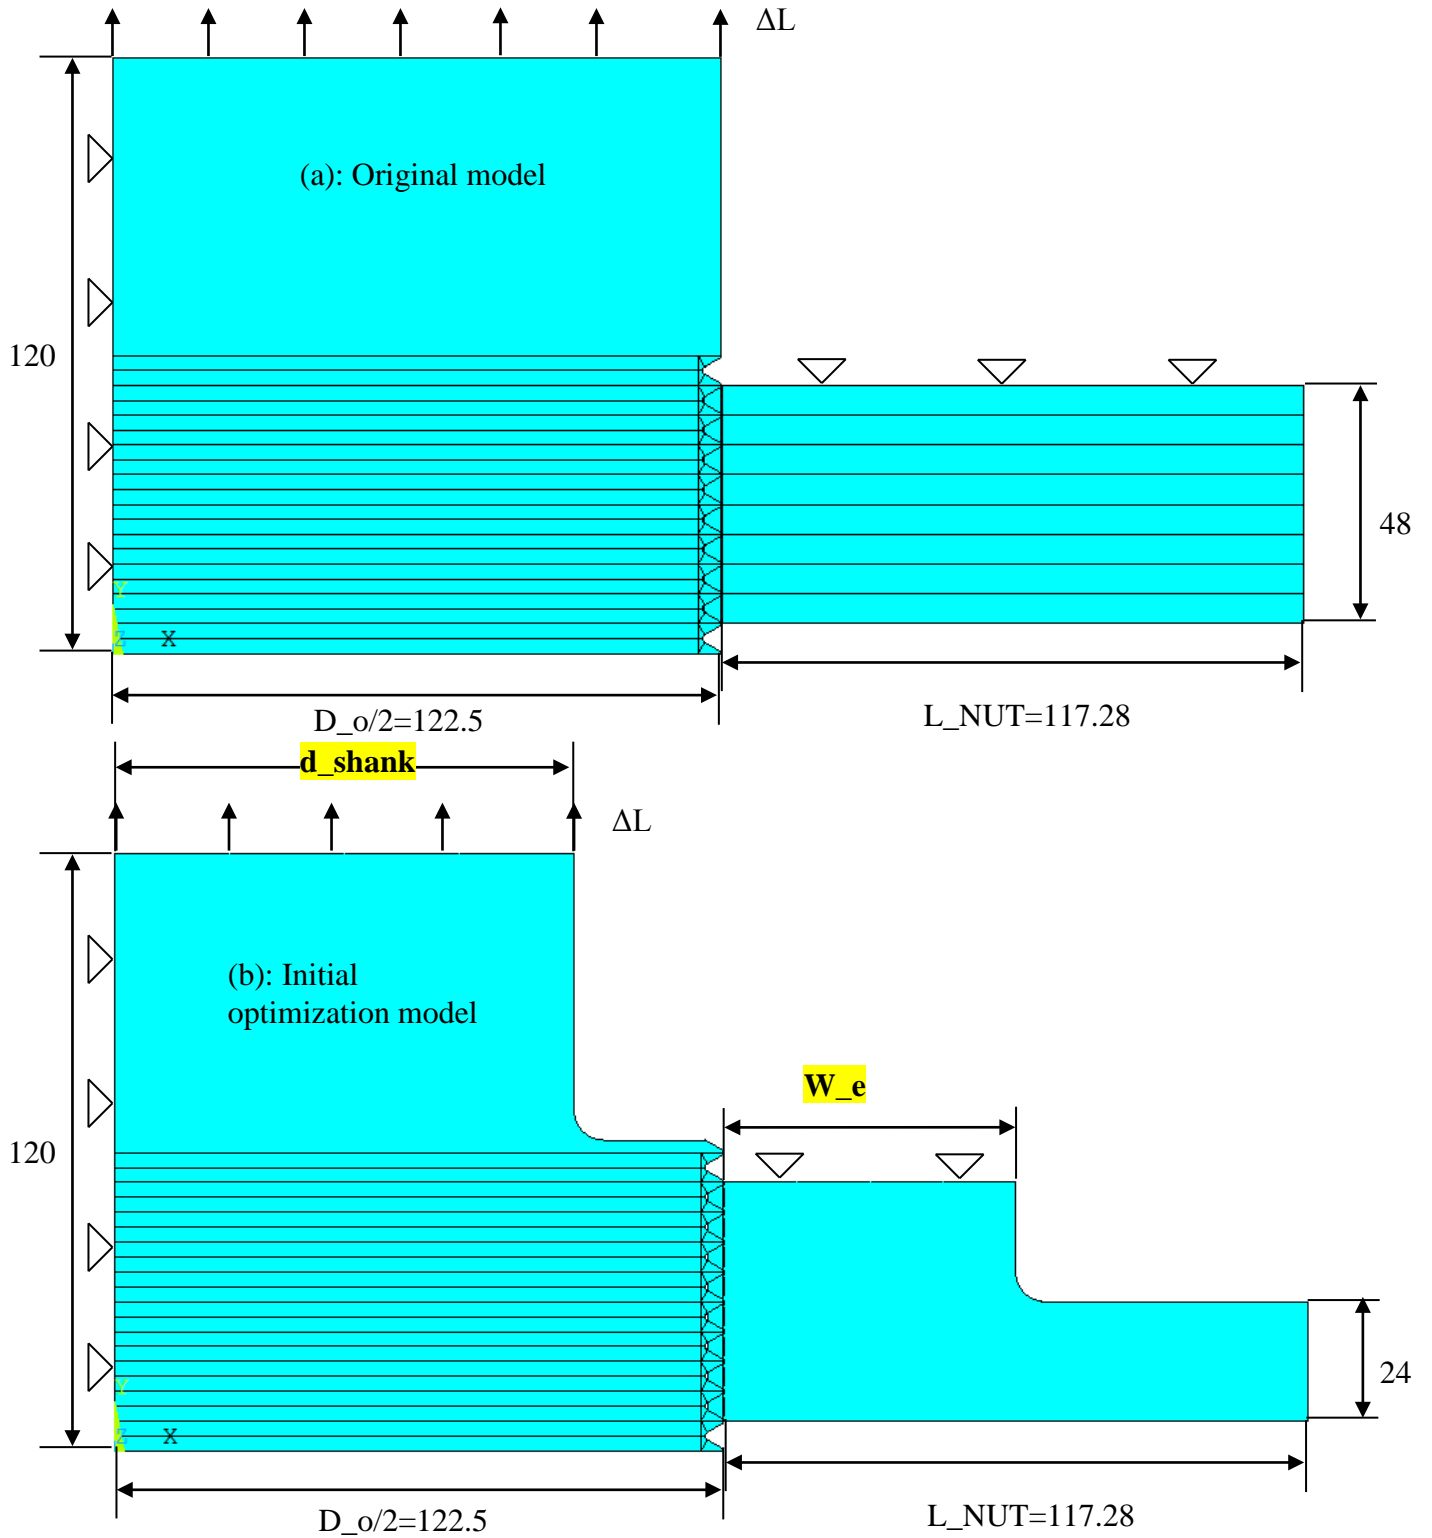 ΔL
(a): Original model
120
48
Y
Z X
D_o/2=122.5
L_NUT=117.28
d_shank
ΔL
(b): Initial
optimization model
W_e
120
24
Y
Z X
D_o/2=122.5
L_NUT=117.28